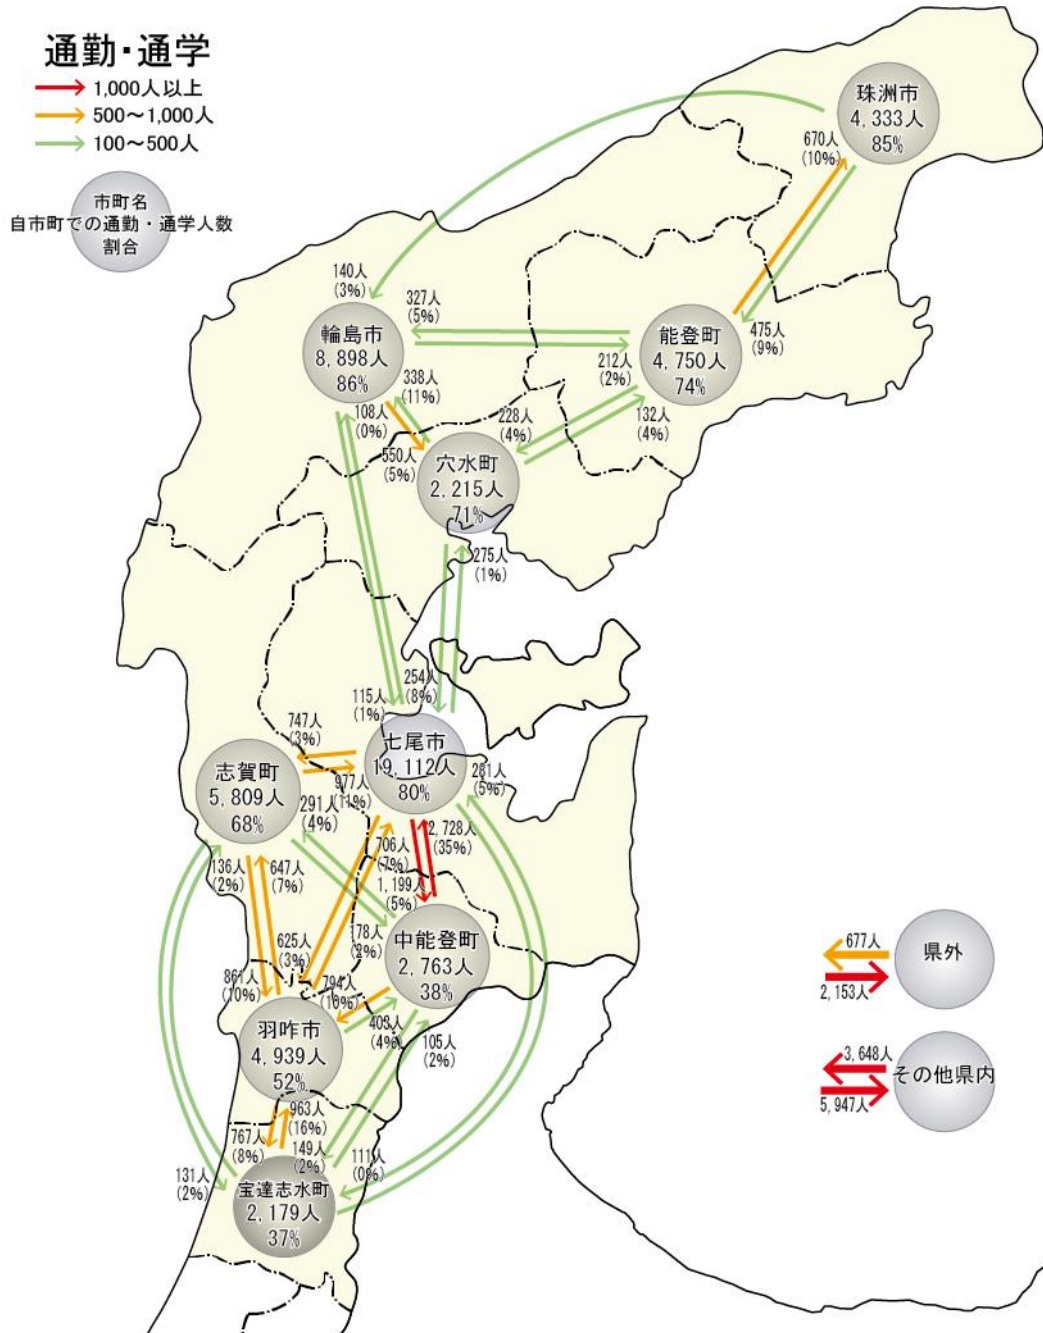 通勤・通学
1,000人以上
500〜1,000人
100〜500人
市町名
自市町での通勤・通学人数
割合
珠洲市
4,333人
85%
670人
(10%)
475人
(9%)
140人
(3%)
327人
(5%)
輪島市
8,898人
86%
能登町
4,750人
74%
212人
(2%)
338人
(11%)
108人
(0%)
228人
(4%)
132人
(4%)
550人
(5%)
穴水町
2,215人
71%
275人
(1%)
254人
(8%)
115人
(1%)
747人
(3%)
七尾市
19,112人
80%
志賀町
5,809人
68%
977人
(11%)
281人
(5%)
291人
(4%)
2,728人
(35%)
706人
(7%)
1,199人
(5%)
136人
(2%)
647人
(7%)
178人
(2%)
625人
(3%)
中能登町
2,763人
38%
861人
(10%)
794人
(10%)
403人
(4%)
105人
(2%)
羽咋市
4,939人
52%
963人
(16%)
767人
(8%)
149人
(2%)
111人
(0%)
131人
(2%)
宝達志水町
2,179人
37%
677人
県外
2,153人
3,648人
その他県内
5,947人